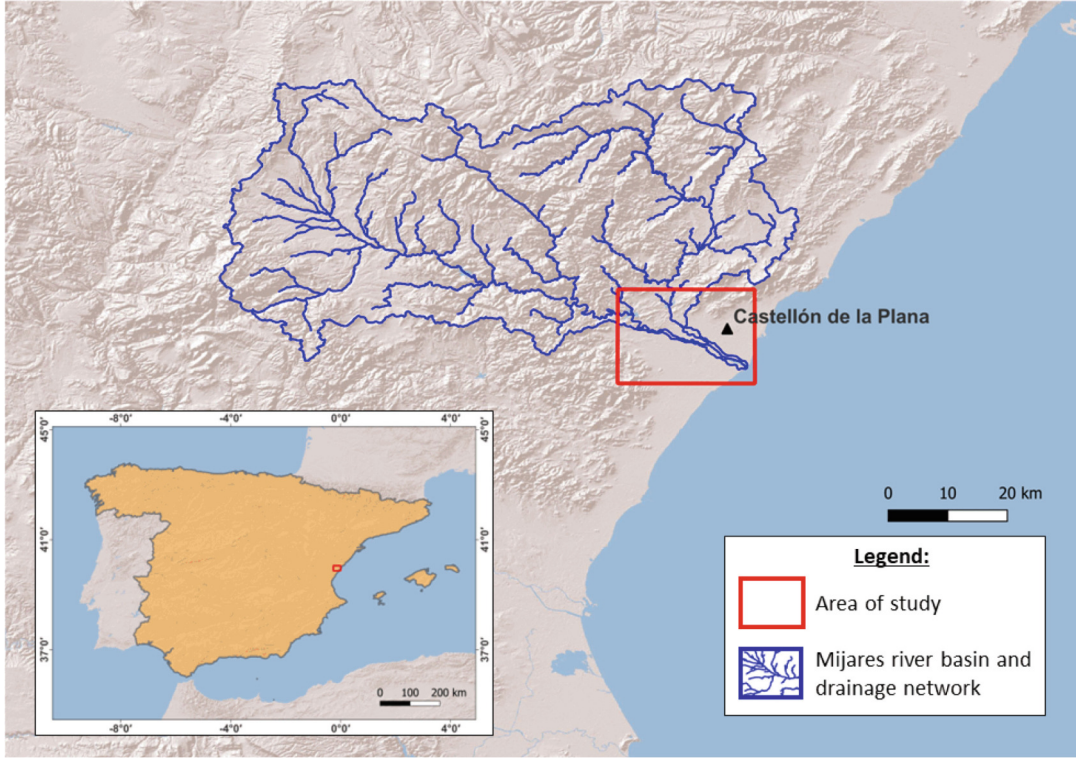 Castellón de la Plana
0 10 20 km
Legend:
Area of study
Mijares river basin and
drainage network
-8°0' -4°0' 0°0' 4°0'
45°0' 45°0'
41°0' 41°0'
37°0' 37°0'
0 100 200 km
-8°0' -4°0' 0°0' 4°0'